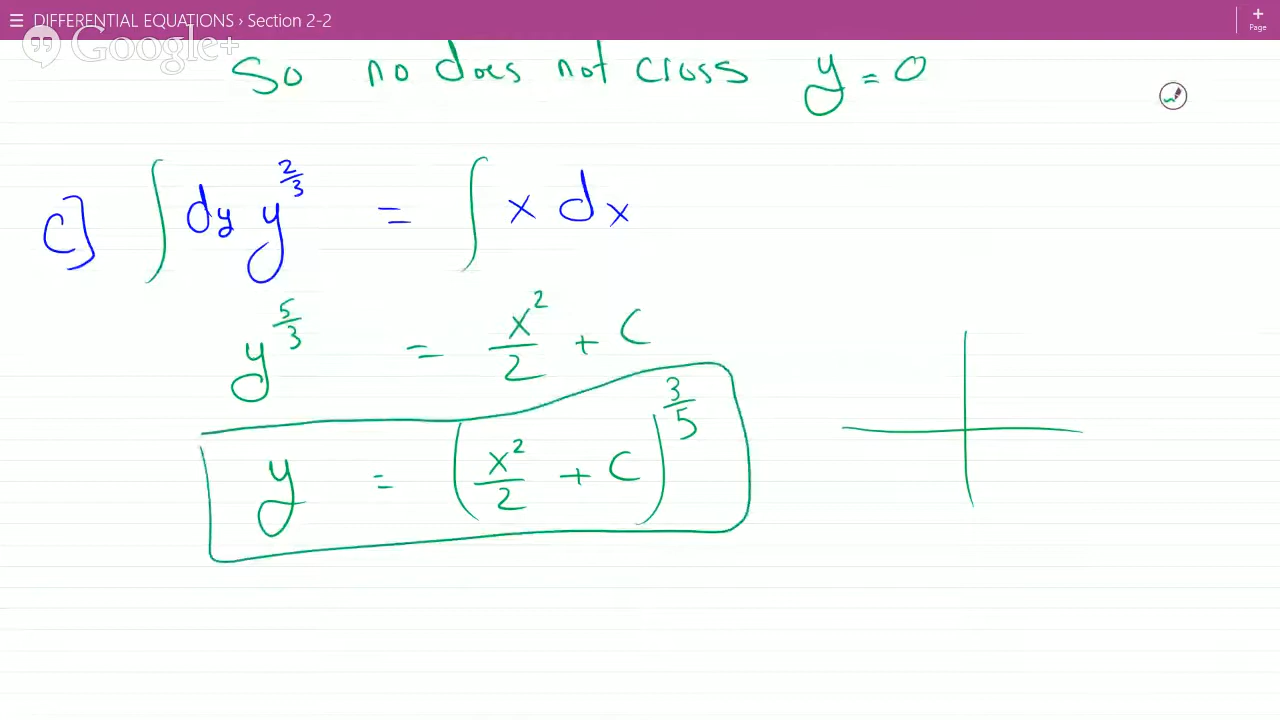 DIFFERENTIAL EQUATIONS › Section 2-2
+ Page
Google+
So no does not cross y = 0
c] ∫ dy y^(2/3) = ∫ x dx
y^(5/3) = x²/2 + C
y = (x²/2 + C)^(3/5)